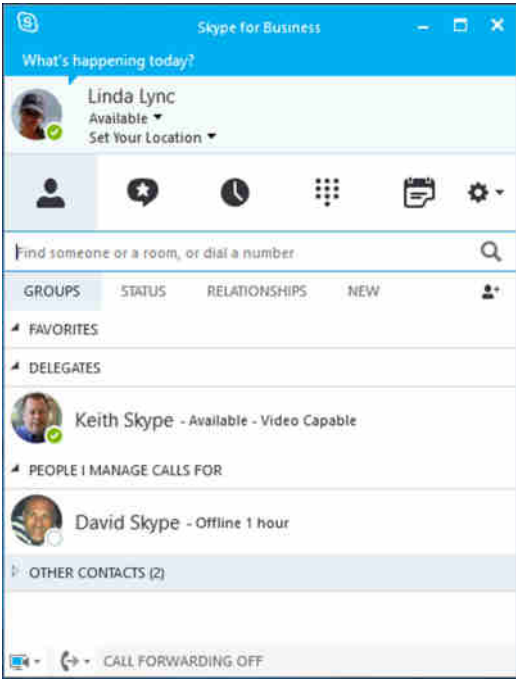 Skype for Business
What's happening today?
Linda Lync
Available
Set Your Location
Find someone or a room, or dial a number
GROUPS STATUS RELATIONSHIPS NEW
FAVORITES
DELEGATES
Keith Skype - Available - Video Capable
PEOPLE I MANAGE CALLS FOR
David Skype - Offline 1 hour
OTHER CONTACTS (2)
CALL FORWARDING OFF